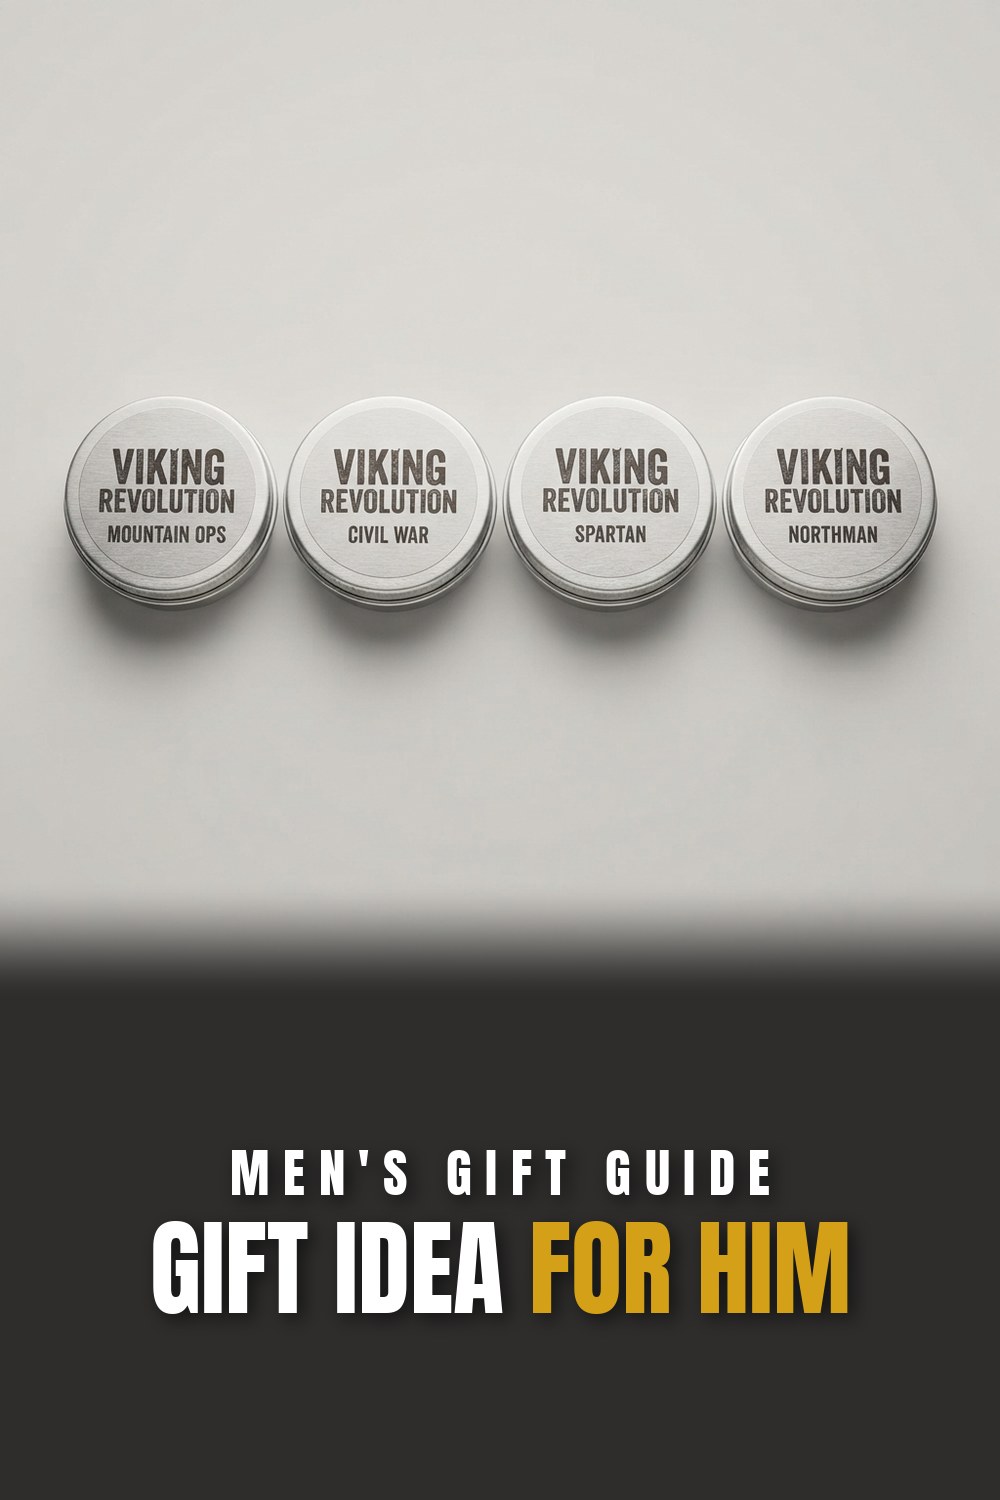 VIKING
REVOLUTION
MOUNTAIN OPS
VIKING
REVOLUTION
CIVIL WAR
VIKING
REVOLUTION
SPARTAN
VIKING
REVOLUTION
NORTHMAN
MEN'S GIFT GUIDE
GIFT IDEA FOR HIM